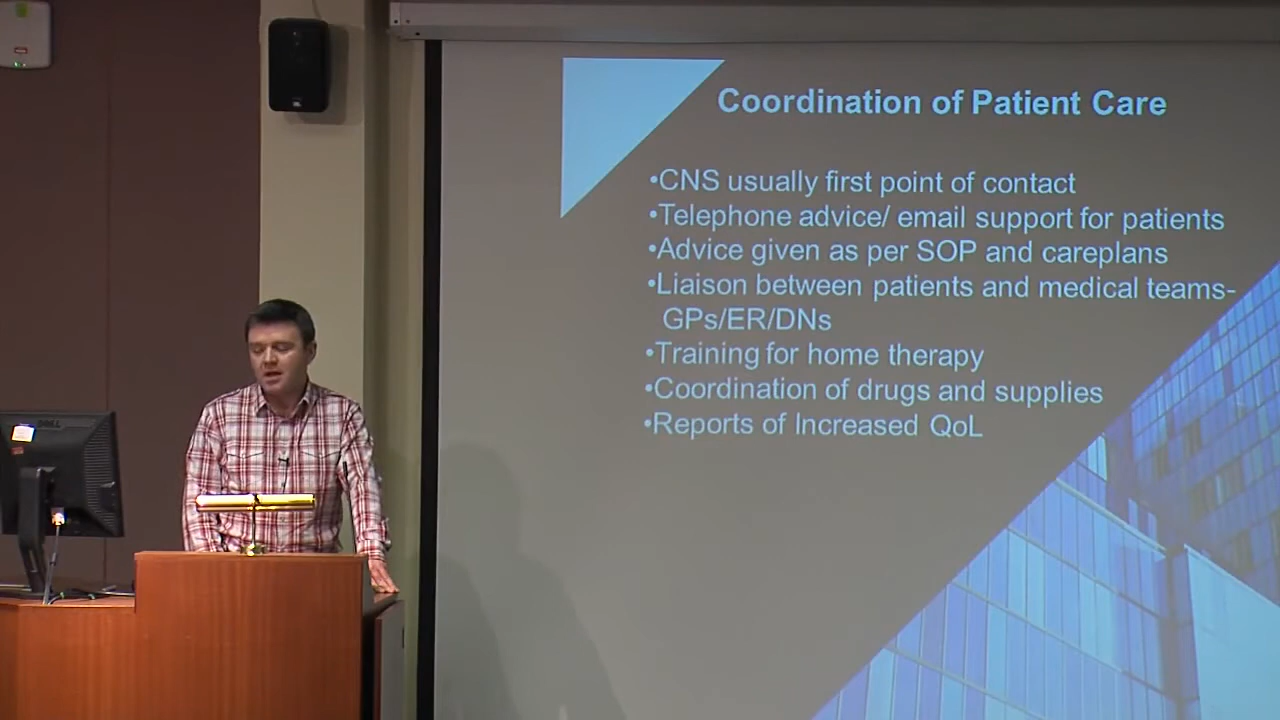 Coordination of Patient Care
•CNS usually first point of contact
•Telephone advice/ email support for patients
•Advice given as per SOP and careplans
•Liaison between patients and medical teams-
GPs/ER/DNs
•Training for home therapy
•Coordination of drugs and supplies
•Reports of Increased QoL
DELL